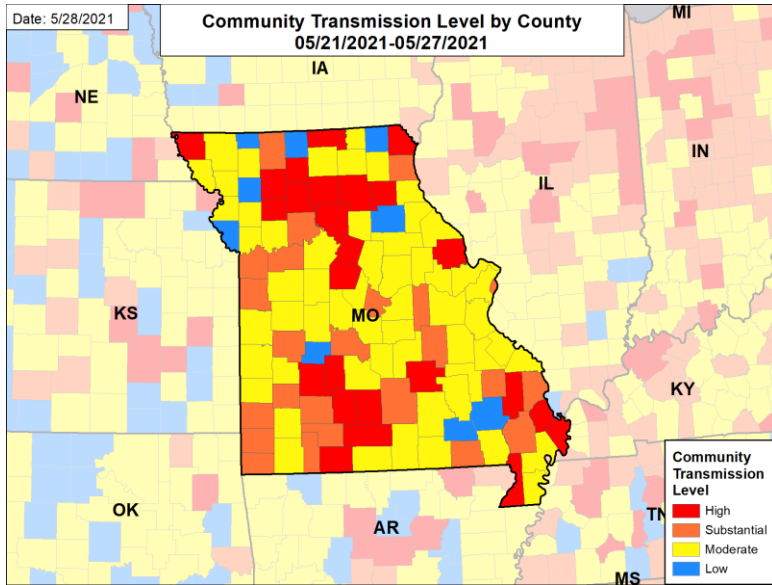 Date: 5/28/2021
Community Transmission Level by County
05/21/2021-05/27/2021
MI
IA
NE
IN
IL
KS
MO
KY
OK
AR
TN
MS
Community
Transmission
Level
High
Substantial
Moderate
Low